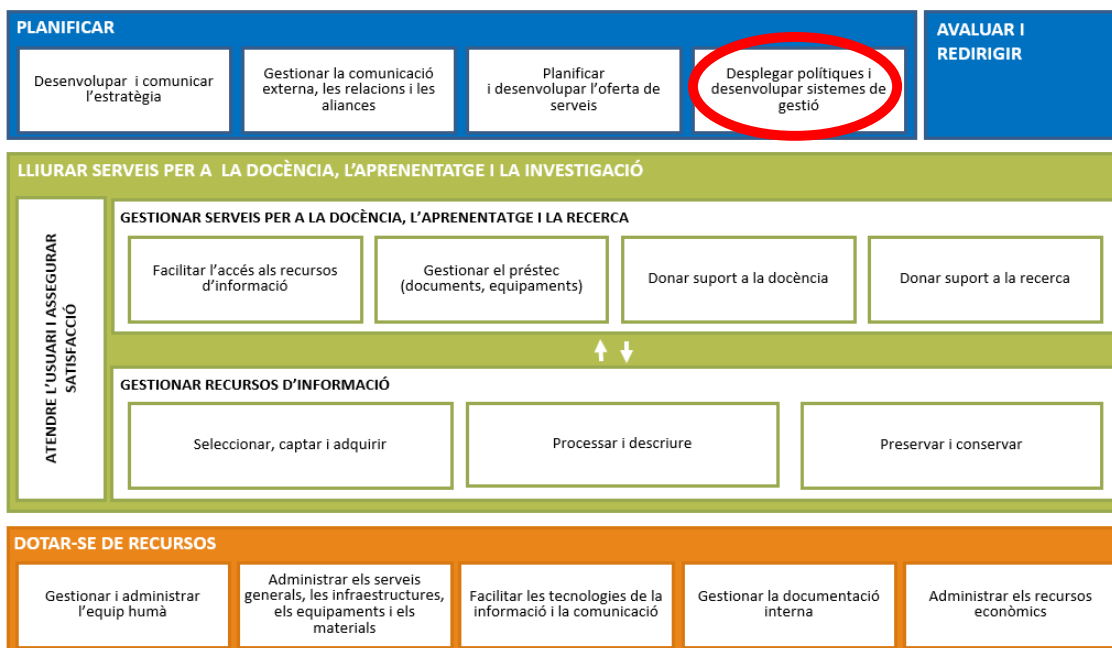 PLANIFICAR
Desenvolupar i comunicar
l'estratègia
Gestionar la comunicació
externa, les relacions i les
aliances
Planificar
i desenvolupar l'oferta de
serveis
Desplegar polítiques i
desenvolupar sistemes de
gestió
AVALUAR I
REDIRIGIR
LLIURAR SERVEIS PER A LA DOCÈNCIA, L'APRENENTATGE I LA INVESTIGACIÓ
ATENDRE L'USUARI I ASSEGURAR
SATISFACCIÓ
GESTIONAR SERVEIS PER A LA DOCÈNCIA, L'APRENENTATGE I LA RECERCA
Facilitar l'accés als recursos
d'informació
Gestionar el préstec
(documents, equipaments)
Donar suport a la docència
Donar suport a la recerca
GESTIONAR RECURSOS D'INFORMACIÓ
Seleccionar, captar i adquirir
Processar i descriure
Preservar i conservar
DOTAR-SE DE RECURSOS
Gestionar i administrar
l'equip humà
Administrar els serveis
generals, les infraestructures,
els equipaments i els
materials
Facilitar les tecnologies de la
informació i la comunicació
Gestionar la documentació
interna
Administrar els recursos
econòmics